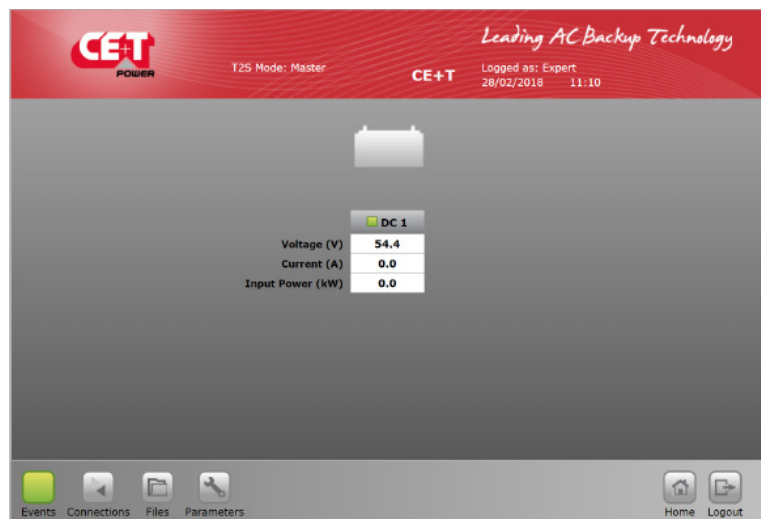 CE+T
POWER
Leading AC Backup Technology
T2S Mode: Master
CE+T
Logged as: Expert
28/02/2018 11:10
DC 1
Voltage (V) 54.4
Current (A) 0.0
Input Power (kW) 0.0
Events Connections Files Parameters Home Logout